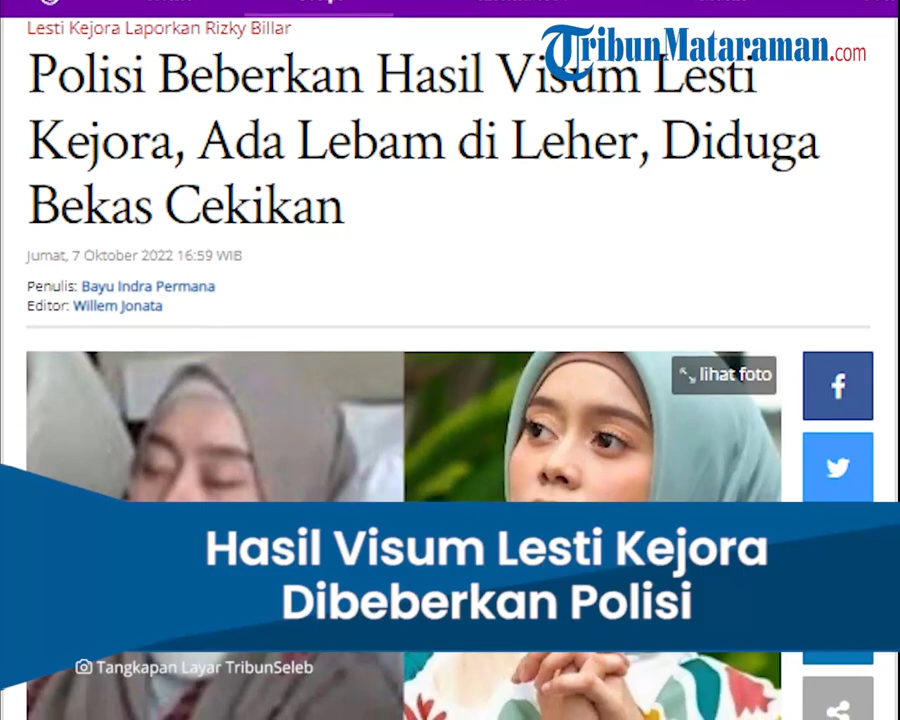 Lesti Kejora Laporkan Rizky Billar
TribunMataraman.com
Polisi Beberkan Hasil Visum Lesti
Kejora, Ada Lebam di Leher, Diduga
Bekas Cekikan
Jumat, 7 Oktober 2022 16:59 WIB
Penulis: Bayu Indra Permana
Editor: Willem Jonata
lihat foto
Hasil Visum Lesti Kejora
Dibeberkan Polisi
Tangkapan Layar TribunSeleb